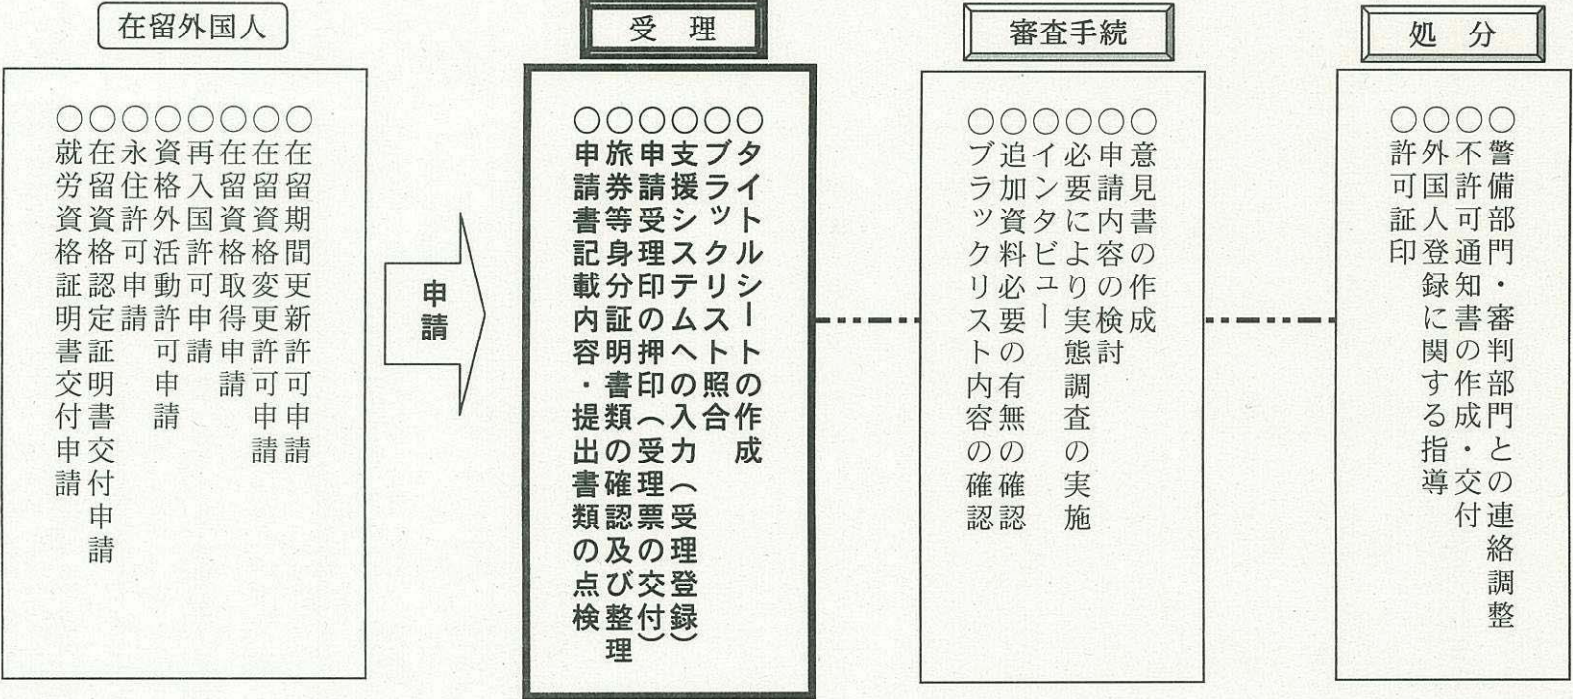 在留外国人
○在留期間更新許可申請
○在留資格変更許可申請
○在留資格取得申請
○再入国許可申請
○資格外活動許可申請
○永住許可申請
○在留資格認定証明書交付申請
○就労資格証明書交付申請
申請
受理
○タイトルシートの作成
○ブラックリスト照合
○支援システムへの入力（受理登録）
○申請受理印の押印（受理票の交付）
○旅券等身分証明書類の確認及び整理
○申請書記載内容・提出書類の点検
審査手続
○意見書の作成
○申請内容の検討
○必要により実態調査の実施
○インタビュー
○追加資料必要の有無の確認
○ブラックリスト内容の確認
処分
○警備部門・審判部門との連絡調整
○不許可通知書の作成・交付
○外国人登録に関する指導
○許可証印